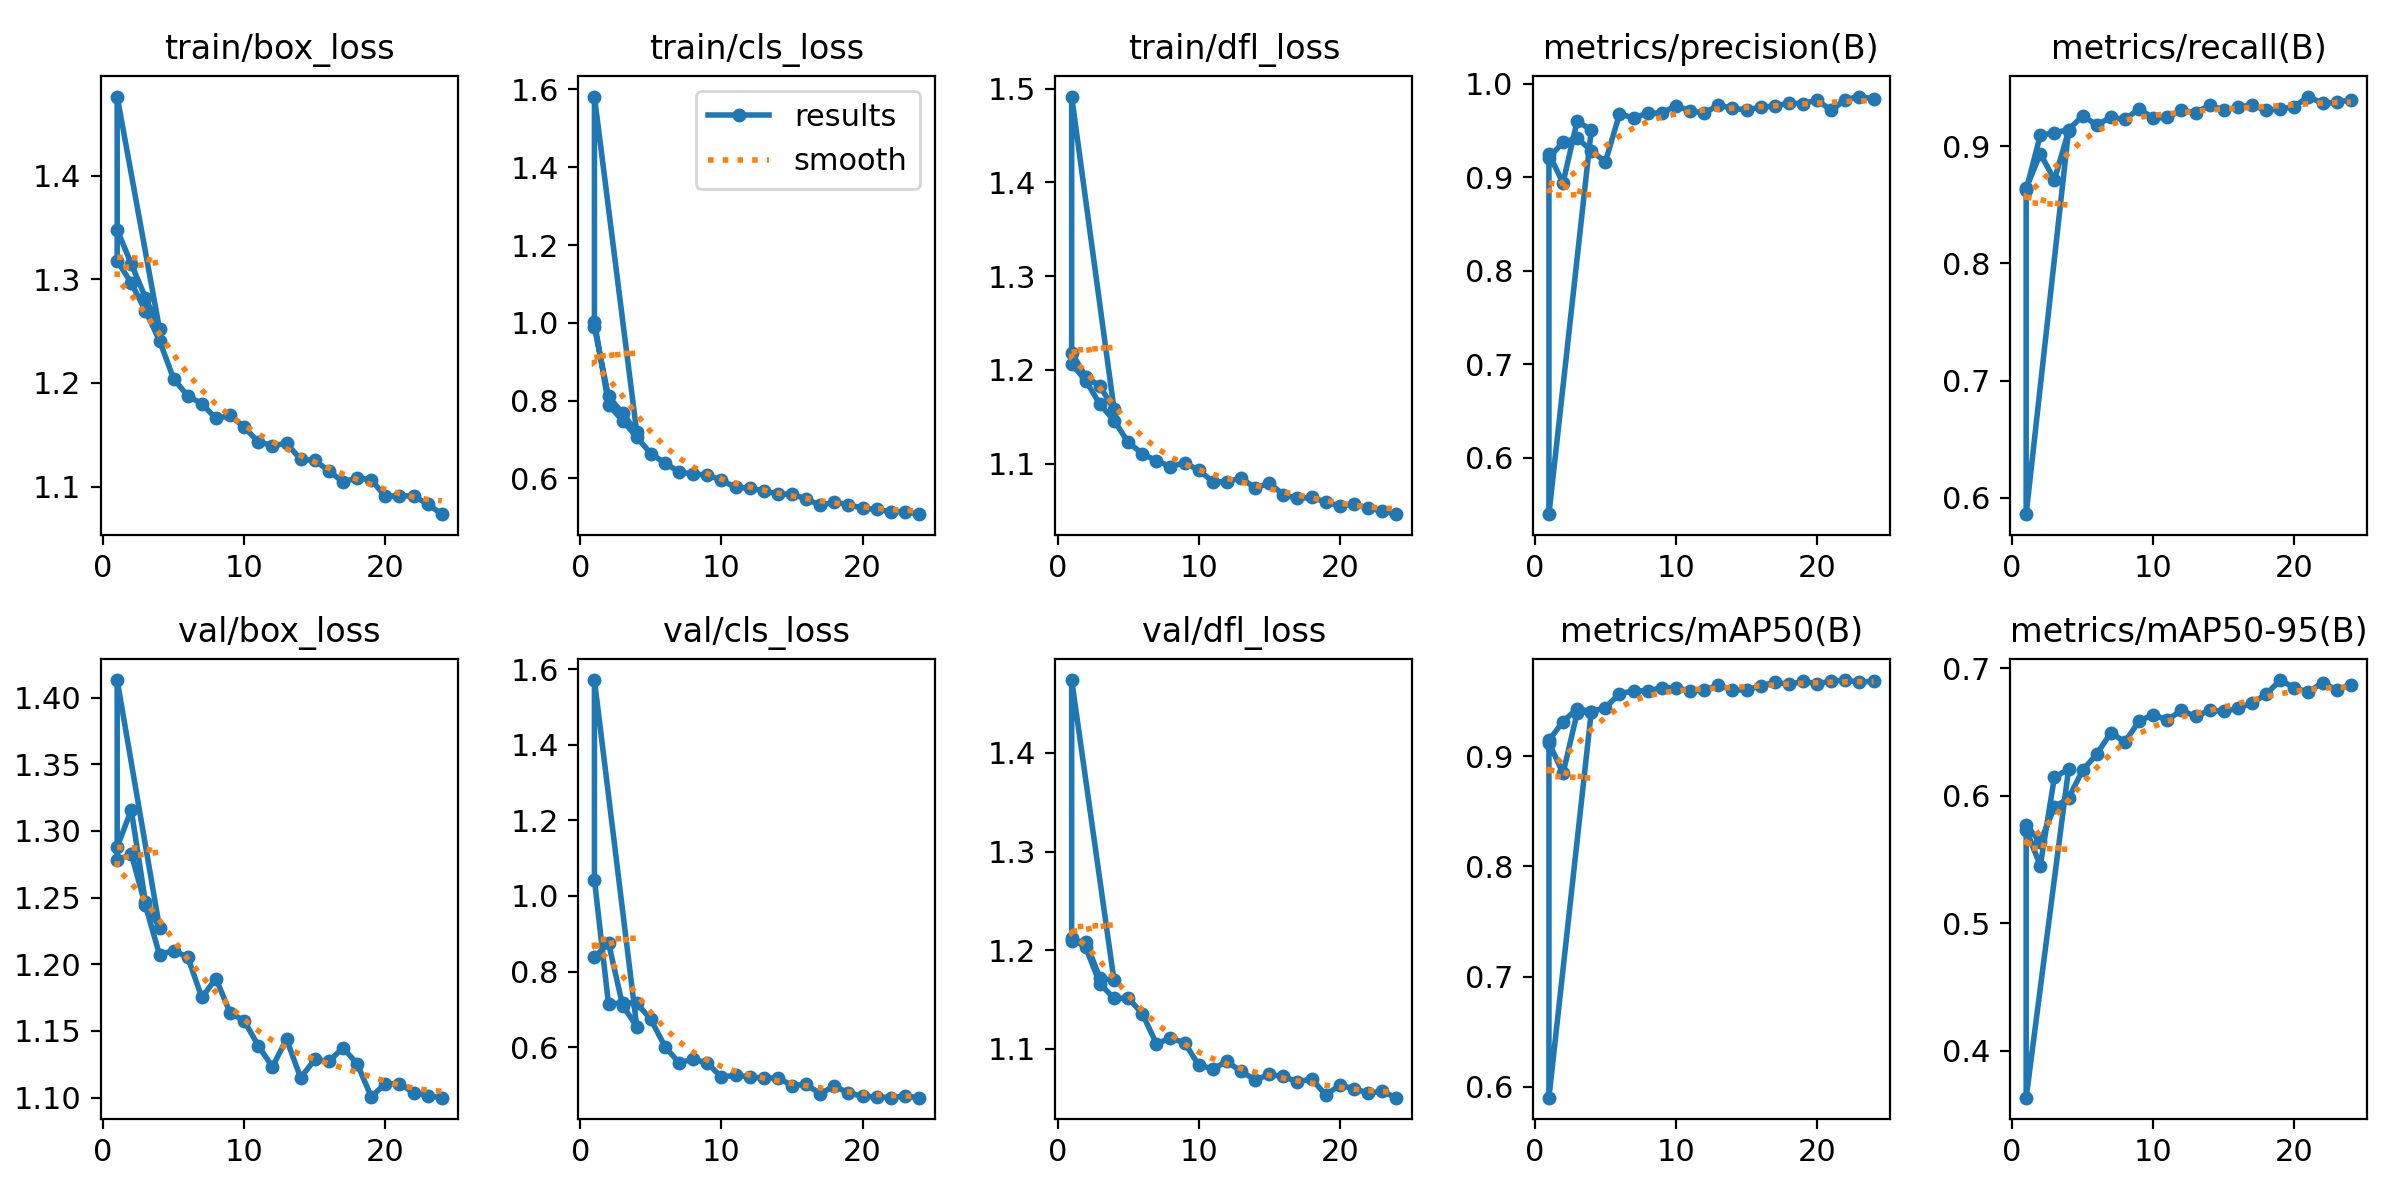 train/box_loss
1.4
1.3
1.2
1.1
0 10 20
train/cls_loss
results
smooth
1.6
1.4
1.2
1.0
0.8
0.6
0 10 20
train/dfl_loss
1.5
1.4
1.3
1.2
1.1
0 10 20
metrics/precision(B)
1.0
0.9
0.8
0.7
0.6
0 10 20
metrics/recall(B)
0.9
0.8
0.7
0.6
0 10 20
val/box_loss
1.40
1.35
1.30
1.25
1.20
1.15
1.10
0 10 20
val/cls_loss
1.6
1.4
1.2
1.0
0.8
0.6
0 10 20
val/dfl_loss
1.4
1.3
1.2
1.1
0 10 20
metrics/mAP50(B)
0.9
0.8
0.7
0.6
0 10 20
metrics/mAP50-95(B)
0.7
0.6
0.5
0.4
0 10 20